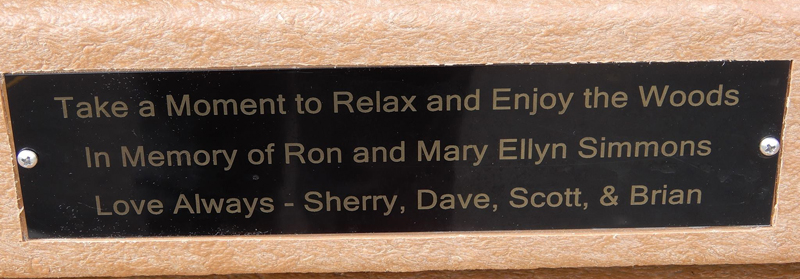 Take a Moment to Relax and Enjoy the Woods
In Memory of Ron and Mary Ellyn Simmons
Love Always - Sherry, Dave, Scott, & Brian